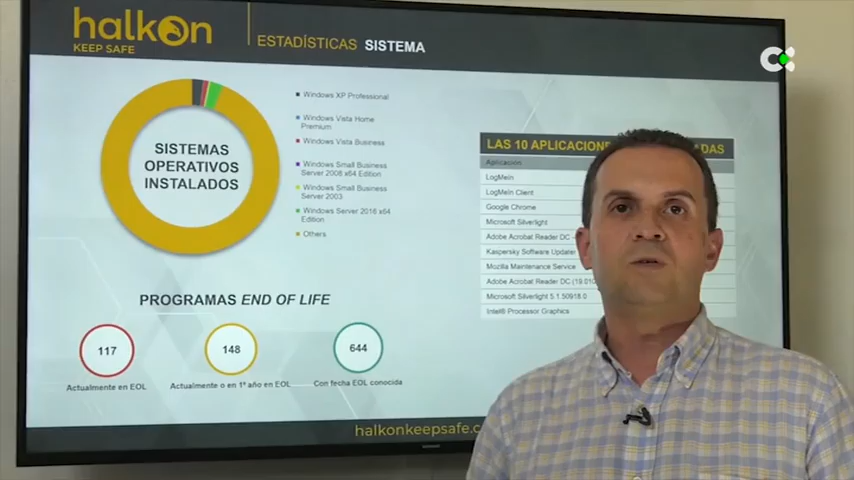 halkon
KEEP SAFE
ESTADÍSTICAS SISTEMA
SISTEMAS
OPERATIVOS
INSTALADOS
Windows XP Professional
Windows Vista Home
Premium
Windows Vista Business
Windows Small Business
Server 2008 x64 Edition
Windows Small Business
Server 2003
Windows Server 2016 x64
Edition
Others
PROGRAMAS END OF LIFE
117
148
644
Actualmente en EOL
Actualmente o en 1º año en EOL
Con fecha EOL conocida
LAS 10 APLICACIONE
ADAS
Aplicación
LogMeIn
LogMeIn Client
Google Chrome
Microsoft Silverlight
Adobe Acrobat Reader DC -
Kaspersky Software Updater
Mozilla Maintenance Service
Adobe Acrobat Reader DC (19.010
Microsoft Silverlight 5.1.50918.0
Intel® Processor Graphics
halkonkeepsafe.c